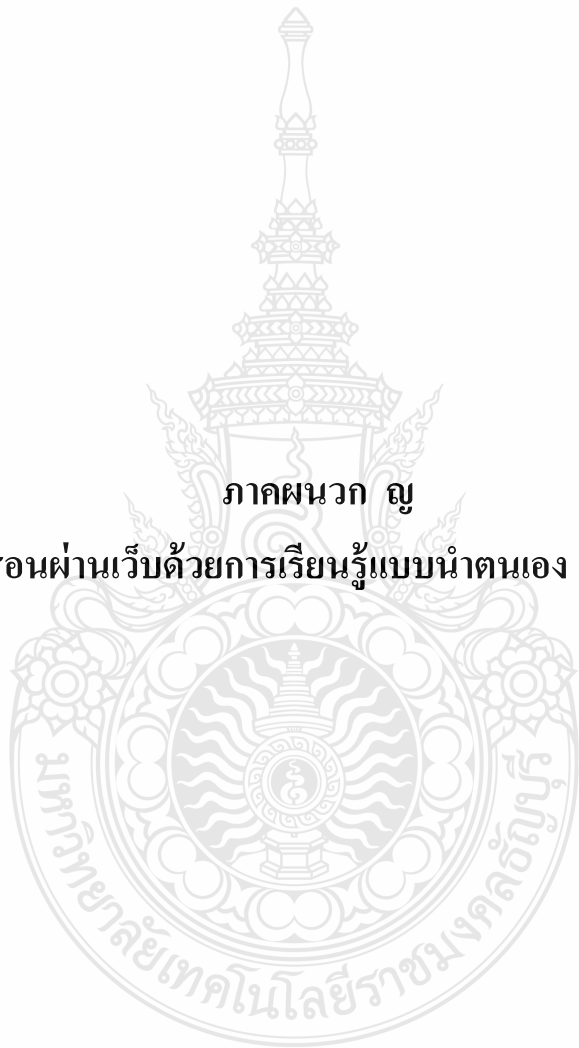 ภาคผนวก ญ
สอนผ่านเว็บด้วยการเรียนรู้แบบนำตนเอง
มหาวิทยาลัยเทคโนโลยีราชมงคลธัญบุรี